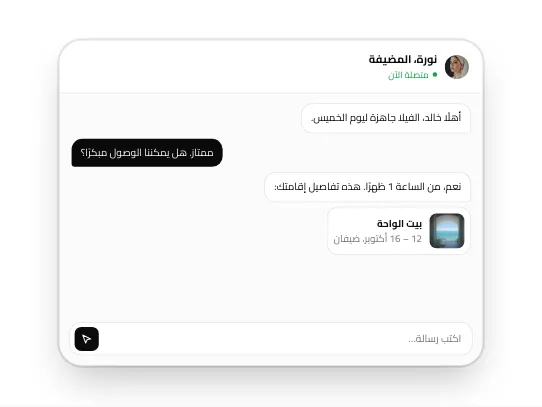 نورة، المضيفة
متصلة الآن
أهلًا خالد، الفيلا جاهزة ليوم الخميس.
ممتاز. هل يمكننا الوصول مبكرًا؟
نعم، من الساعة 1 ظهرًا. هذه تفاصيل إقامتك:
بيت الواحة
12 – 16 أكتوبر، ضيفان
اكتب رسالة...